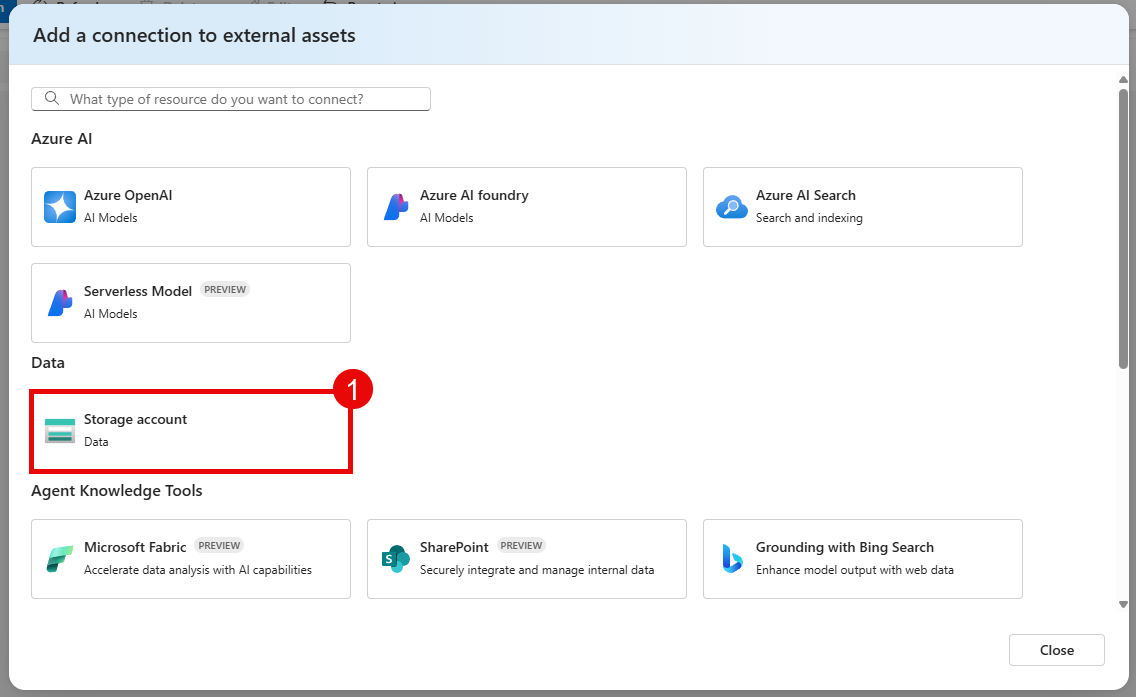 Add a connection to external assets
What type of resource do you want to connect?
Azure AI
Azure OpenAI
AI Models
Azure AI foundry
AI Models
Azure AI Search
Search and indexing
Serverless Model PREVIEW
AI Models
Data
1
Storage account
Data
Agent Knowledge Tools
Microsoft Fabric PREVIEW
Accelerate data analysis with AI capabilities
SharePoint PREVIEW
Securely integrate and manage internal data
Grounding with Bing Search
Enhance model output with web data
Close